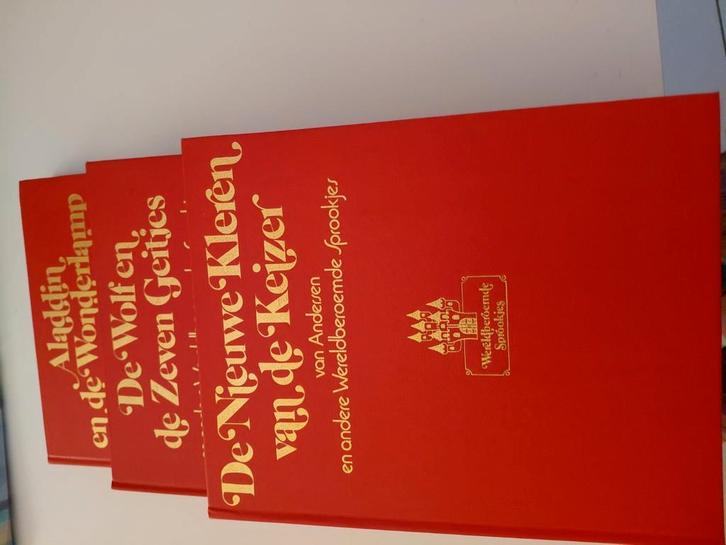 Aladdin
en de Wonderlamp
De Wolf en
de Zeven Geitjes
De Nieuwe Kleren
van de Keizer
van Andersen
en andere Wereldberoemde Sprookjes
Wereldberoemde
Sprookjes